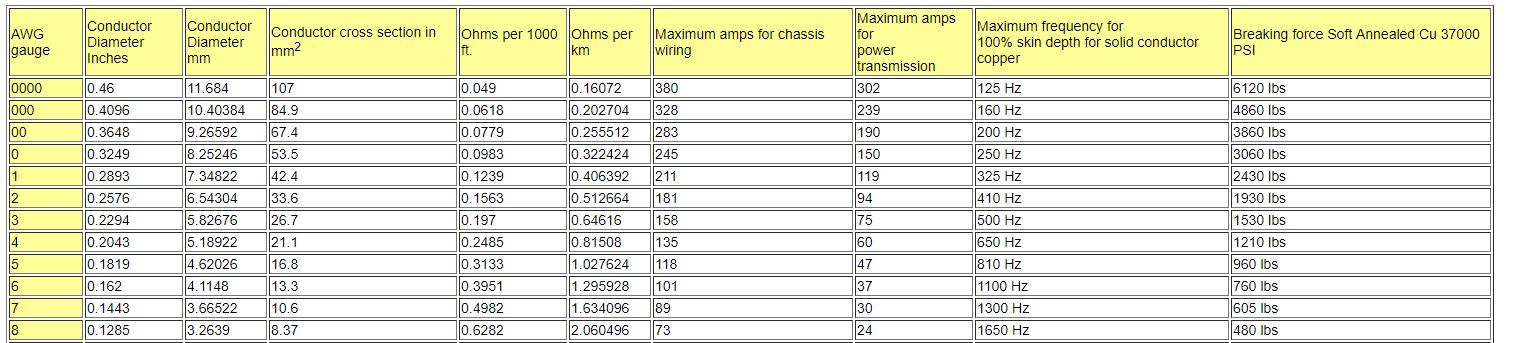 AWG gauge | Conductor Diameter Inches | Conductor Diameter mm | Conductor cross section in mm2 | Ohms per 1000 ft. | Ohms per km | Maximum amps for chassis wiring | Maximum amps for power transmission | Maximum frequency for 100% skin depth for solid conductor copper | Breaking force Soft Annealed Cu 37000 PSI
0000 | 0.46 | 11.684 | 107 | 0.049 | 0.16072 | 380 | 302 | 125 Hz | 6120 lbs
000 | 0.4096 | 10.40384 | 84.9 | 0.0618 | 0.202704 | 328 | 239 | 160 Hz | 4860 lbs
00 | 0.3648 | 9.26592 | 67.4 | 0.0779 | 0.255512 | 283 | 190 | 200 Hz | 3860 lbs
0 | 0.3249 | 8.25246 | 53.5 | 0.0983 | 0.322424 | 245 | 150 | 250 Hz | 3060 lbs
1 | 0.2893 | 7.34822 | 42.4 | 0.1239 | 0.406392 | 211 | 119 | 325 Hz | 2430 lbs
2 | 0.2576 | 6.54304 | 33.6 | 0.1563 | 0.512664 | 181 | 94 | 410 Hz | 1930 lbs
3 | 0.2294 | 5.82676 | 26.7 | 0.197 | 0.64616 | 158 | 75 | 500 Hz | 1530 lbs
4 | 0.2043 | 5.18922 | 21.1 | 0.2485 | 0.81508 | 135 | 60 | 650 Hz | 1210 lbs
5 | 0.1819 | 4.62026 | 16.8 | 0.3133 | 1.027624 | 118 | 47 | 810 Hz | 960 lbs
6 | 0.162 | 4.1148 | 13.3 | 0.3951 | 1.295928 | 101 | 37 | 1100 Hz | 760 lbs
7 | 0.1443 | 3.66522 | 10.6 | 0.4982 | 1.634096 | 89 | 30 | 1300 Hz | 605 lbs
8 | 0.1285 | 3.2639 | 8.37 | 0.6282 | 2.060496 | 73 | 24 | 1650 Hz | 480 lbs